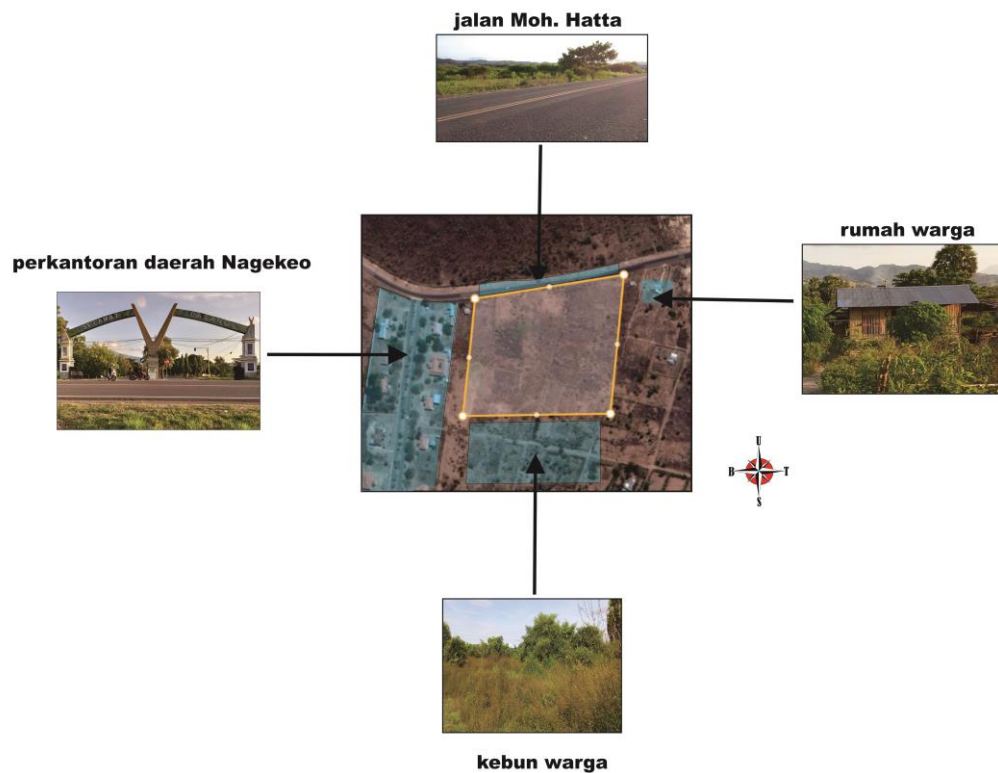 jalan Moh. Hatta
rumah warga
perkantoran daerah Nagekeo
U
B T
S
kebun warga